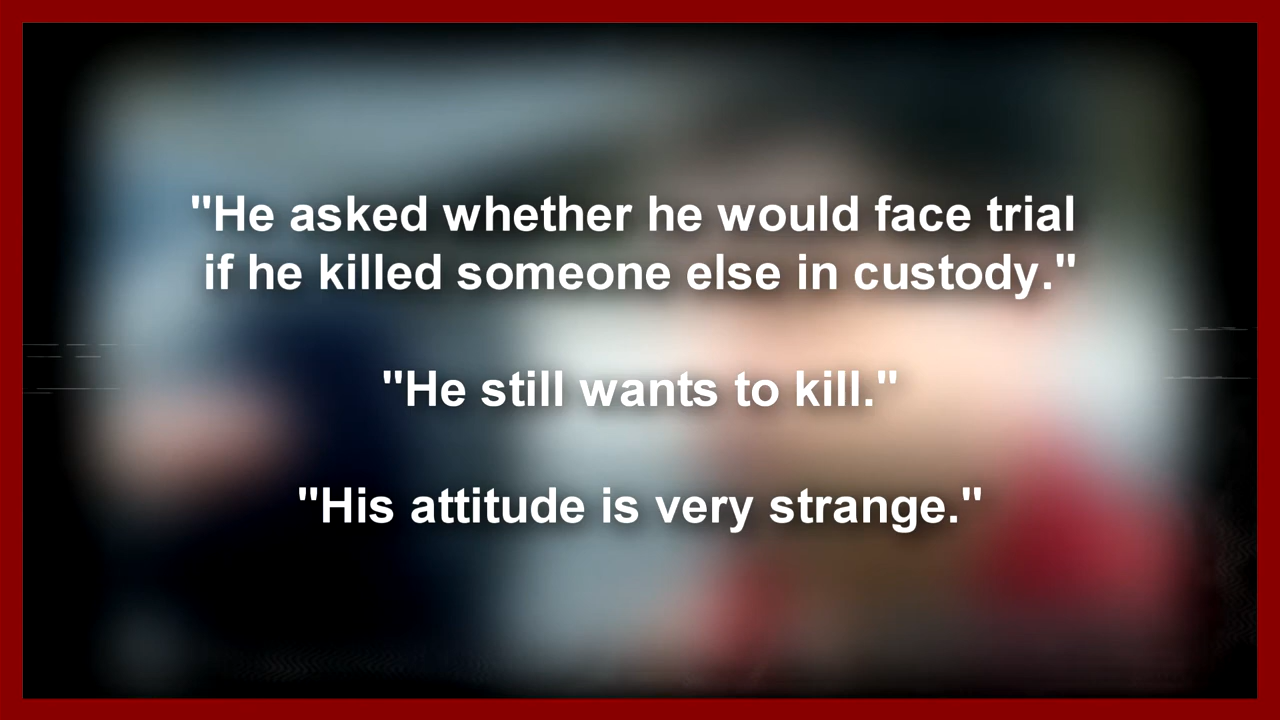 "He asked whether he would face trial
if he killed someone else in custody."
"He still wants to kill."
"His attitude is very strange."